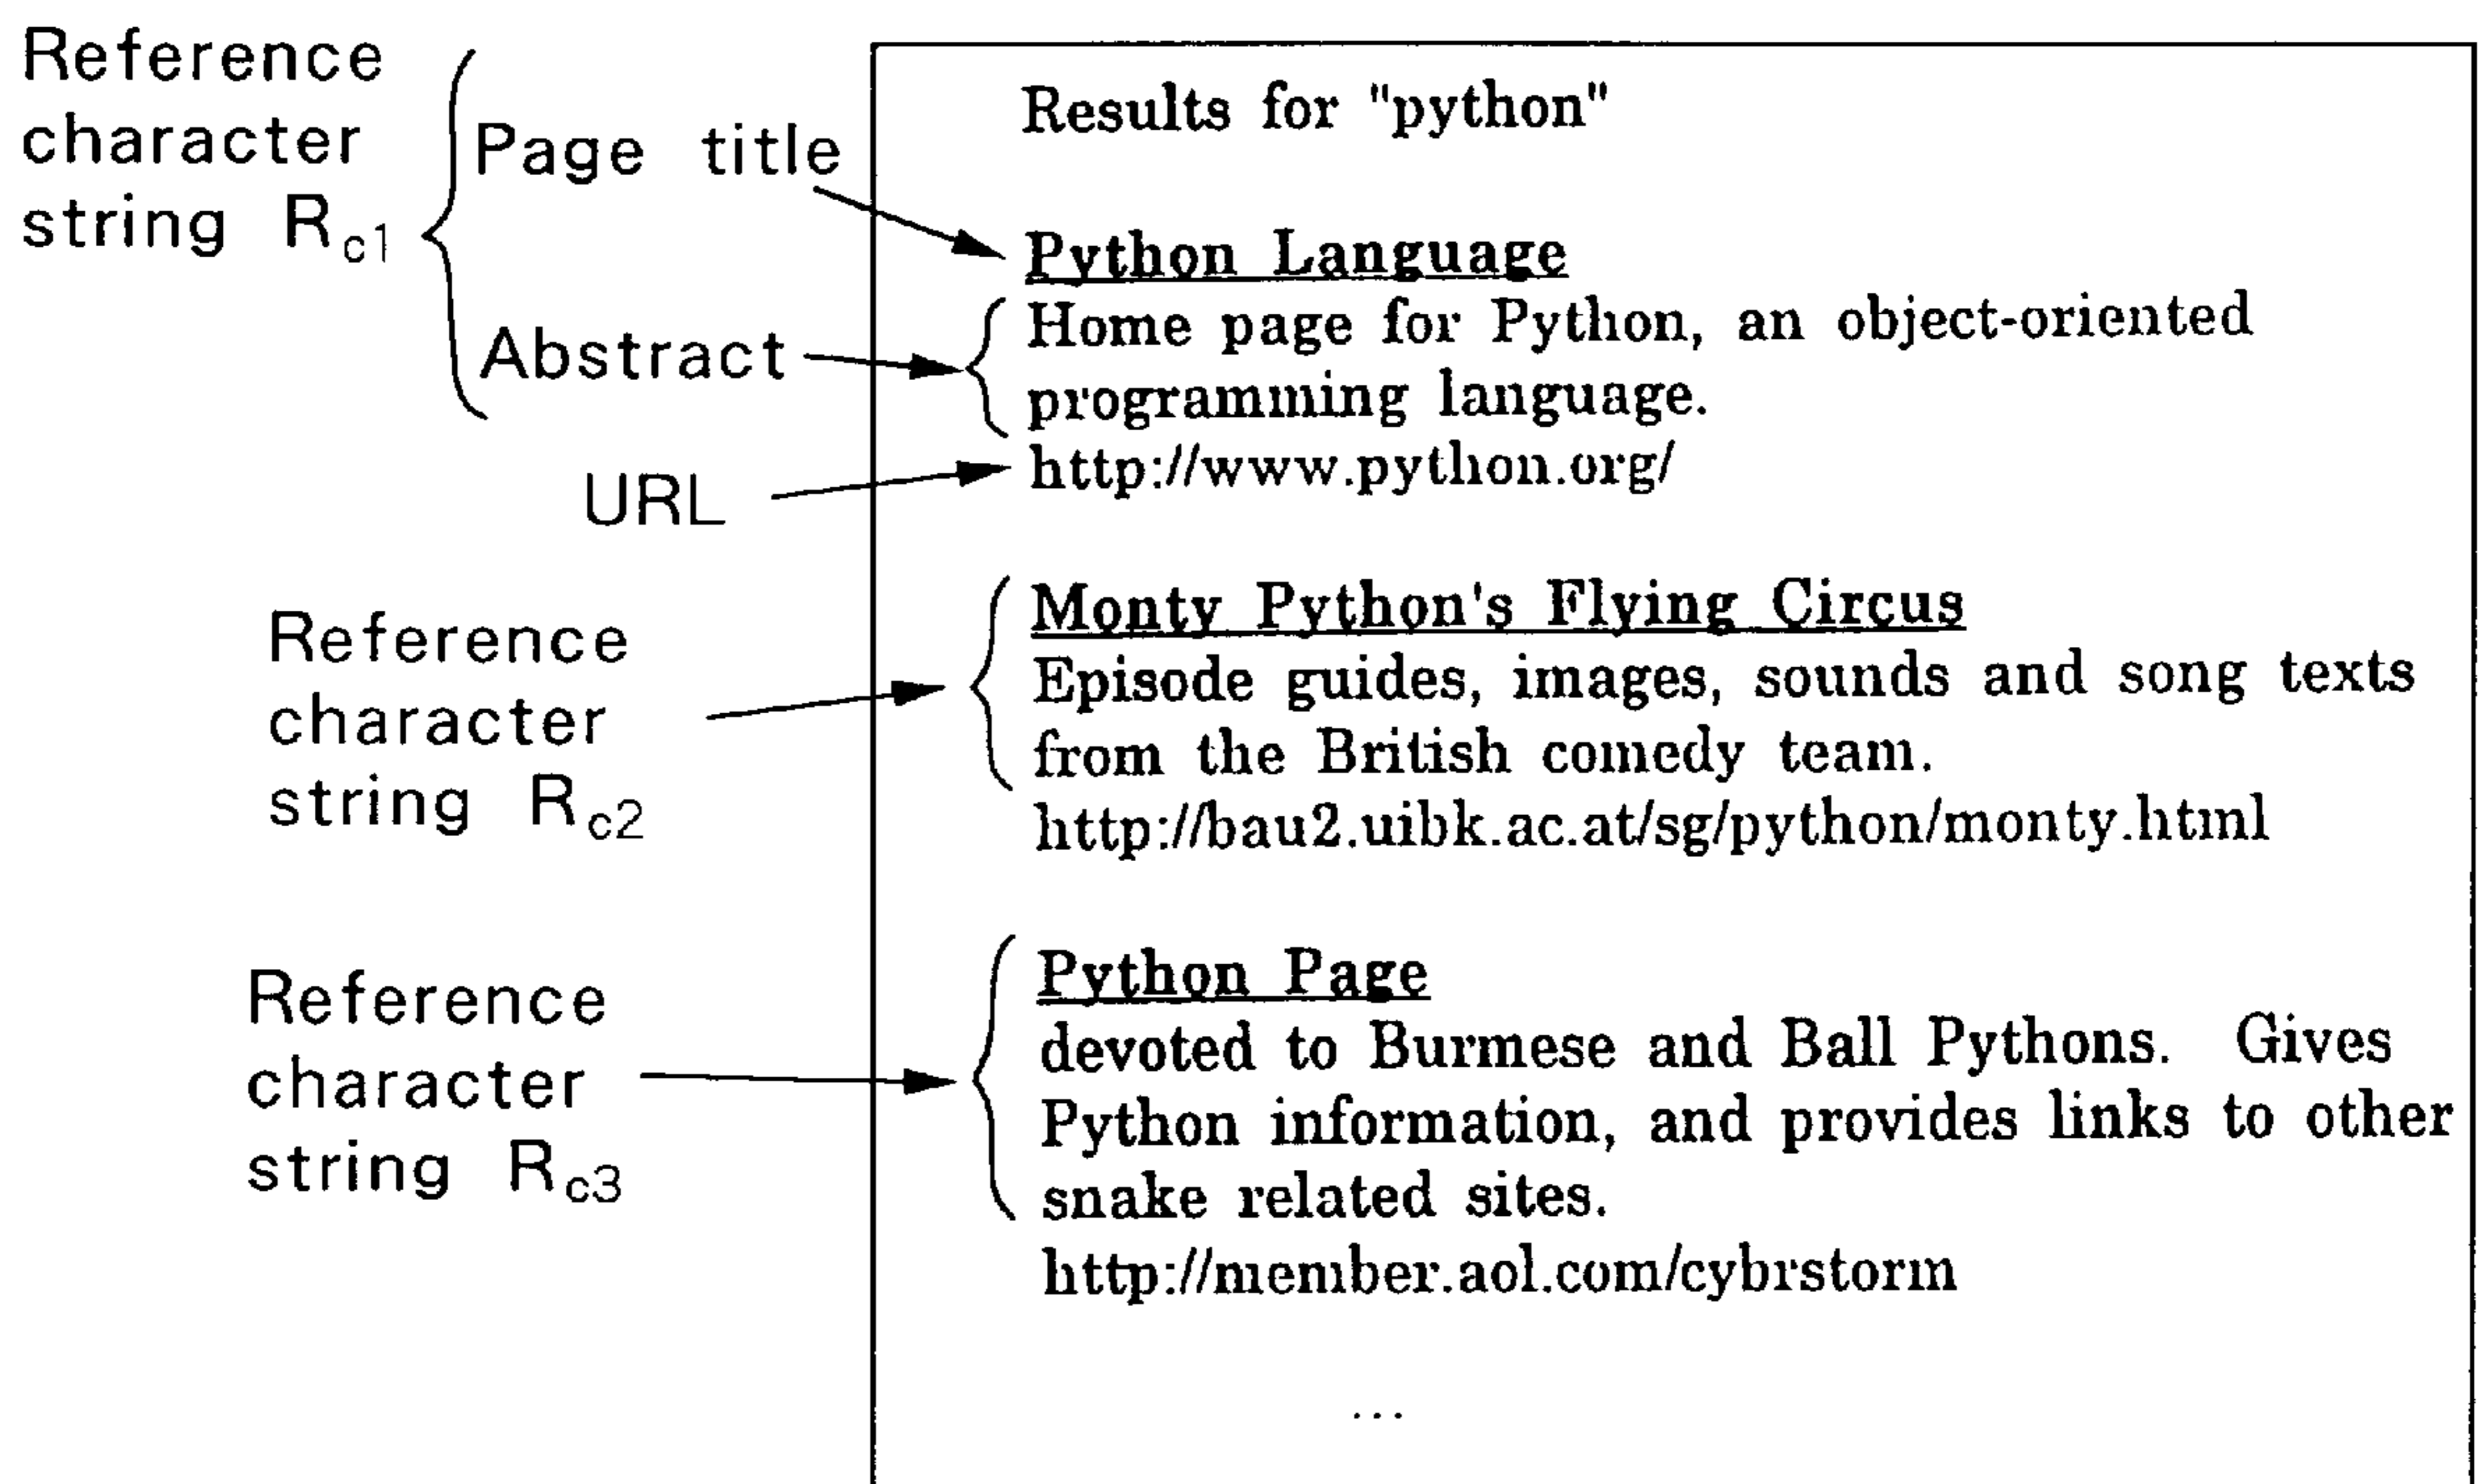 Reference
character
string Rc1
Page title
Abstract
URL
Results for "python"
Python Language
Home page for Python, an object-oriented
programming language.
http://www.python.org/
Reference
character
string Rc2
Monty Python's Flying Circus
Episode guides, images, sounds and song texts
from the British comedy team.
http://bau2.uibk.ac.at/sg/python/monty.html
Reference
character
string Rc3
Python Page
devoted to Burmese and Ball Pythons. Gives
Python information, and provides links to other
snake related sites.
http://member.aol.com/cybrstorm
...